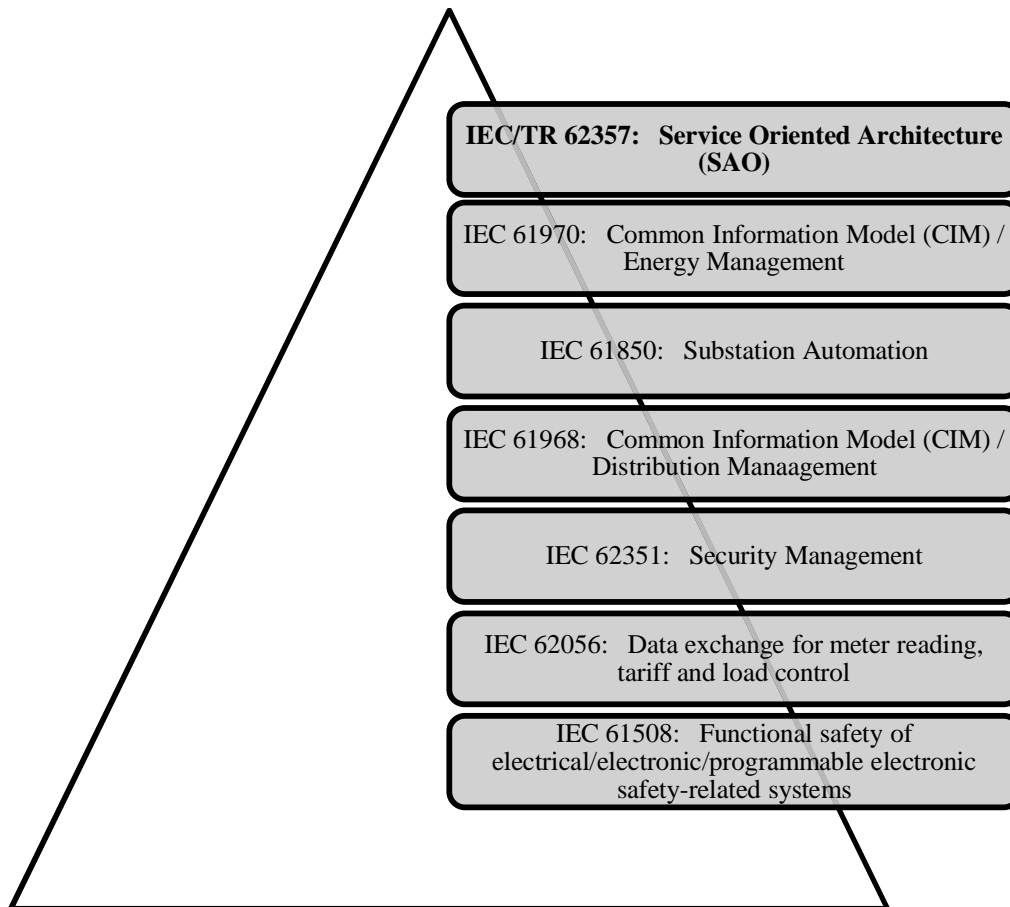 IEC/TR 62357:   Service Oriented Architecture
(SAO)
IEC 61970:   Common Information Model (CIM) /
Energy Management
IEC 61850:   Substation Automation
IEC 61968:   Common Information Model (CIM) /
Distribution Manaagement
IEC 62351:   Security Management
IEC 62056:   Data exchange for meter reading,
tariff and load control
IEC 61508:   Functional safety of
electrical/electronic/programmable electronic
safety-related systems